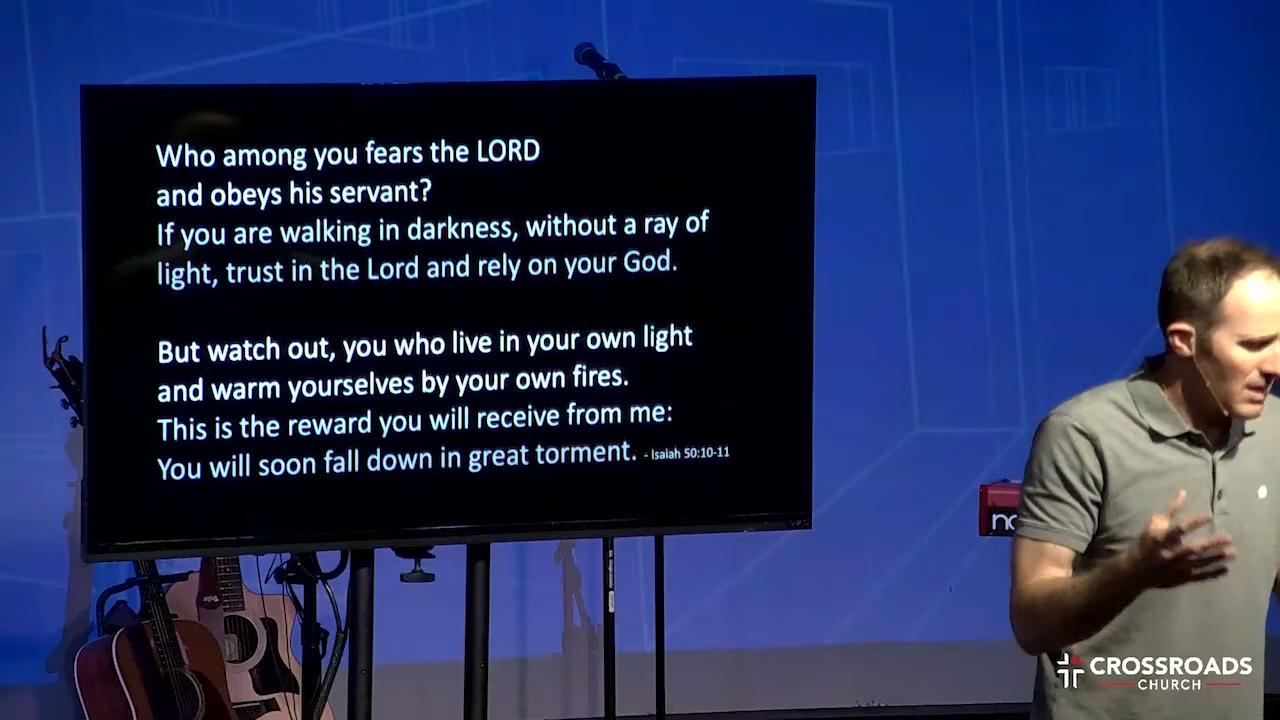 Who among you fears the LORD
and obeys his servant?
If you are walking in darkness, without a ray of
light, trust in the Lord and rely on your God.
But watch out, you who live in your own light
and warm yourselves by your own fires.
This is the reward you will receive from me:
You will soon fall down in great torment. - Isaiah 50:10-11
CROSSROADS
CHURCH